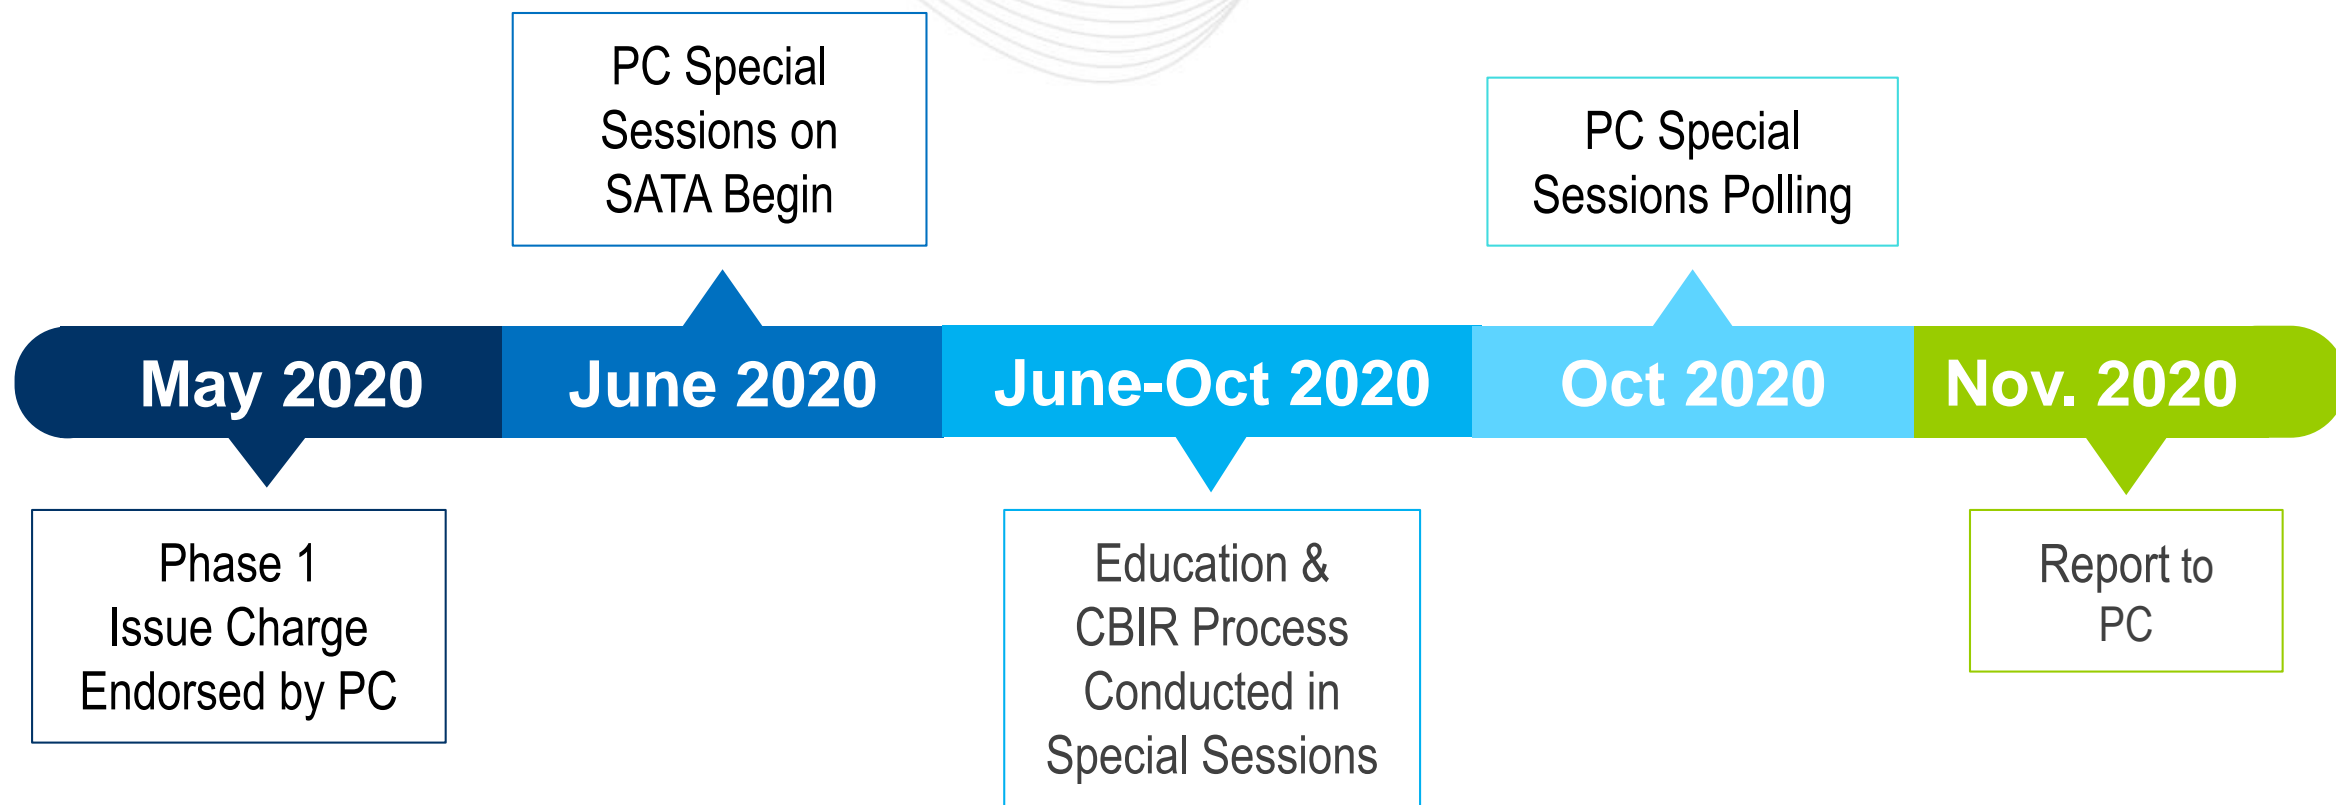 PC Special
Sessions on
SATA Begin
PC Special
Sessions Polling
May 2020
June 2020
June-Oct 2020
Oct 2020
Nov. 2020
Phase 1
Issue Charge
Endorsed by PC
Education &
CBIR Process
Conducted in
Special Sessions
Report to
PC